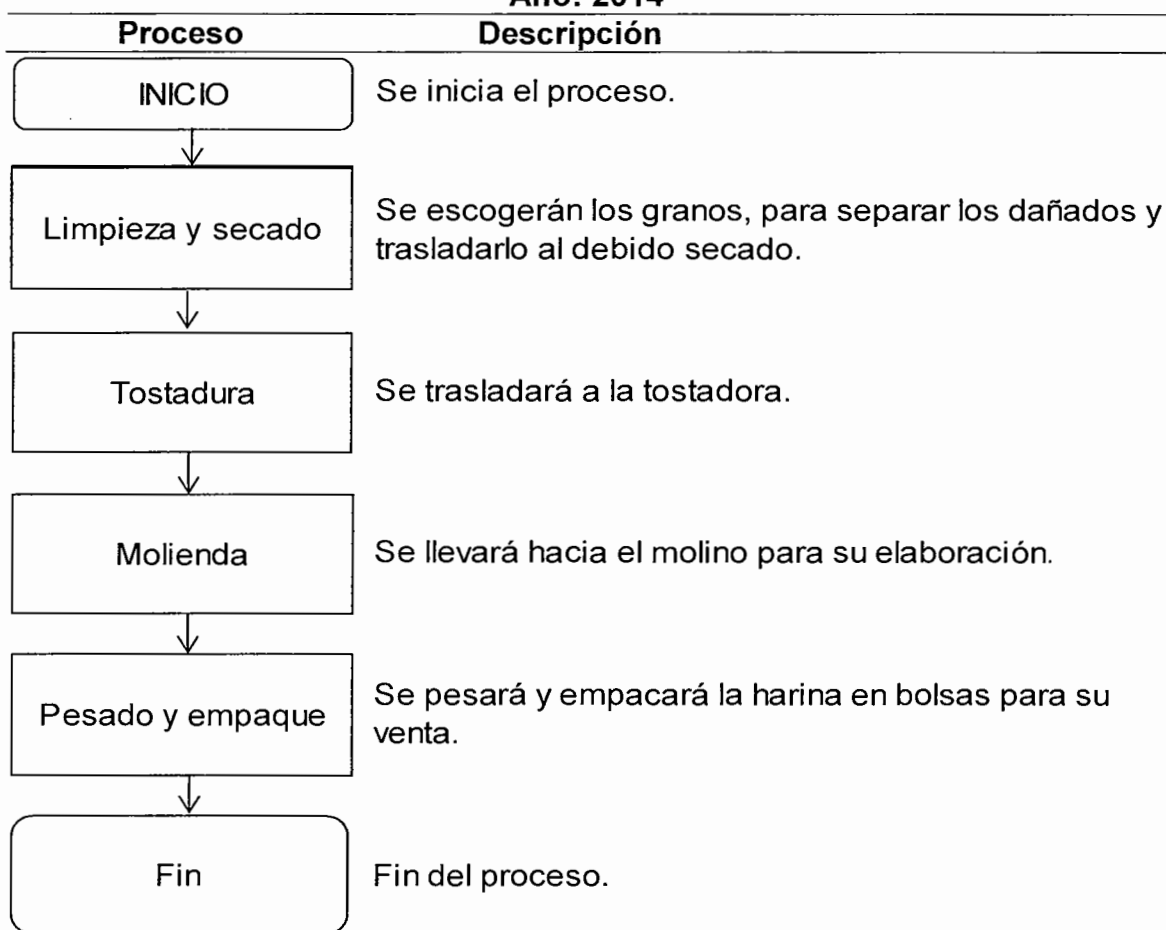 Año: 2014
Proceso Descripción
INICIO Se inicia el proceso.
Limpieza y secado
Se escogerán los granos, para separar los dañados y
trasladarlo al debido secado.
Tostadura Se trasladará a la tostadora.
Molienda Se llevará hacia el molino para su elaboración.
Pesado y empaque
Se pesará y empacará la harina en bolsas para su
venta.
Fin Fin del proceso.